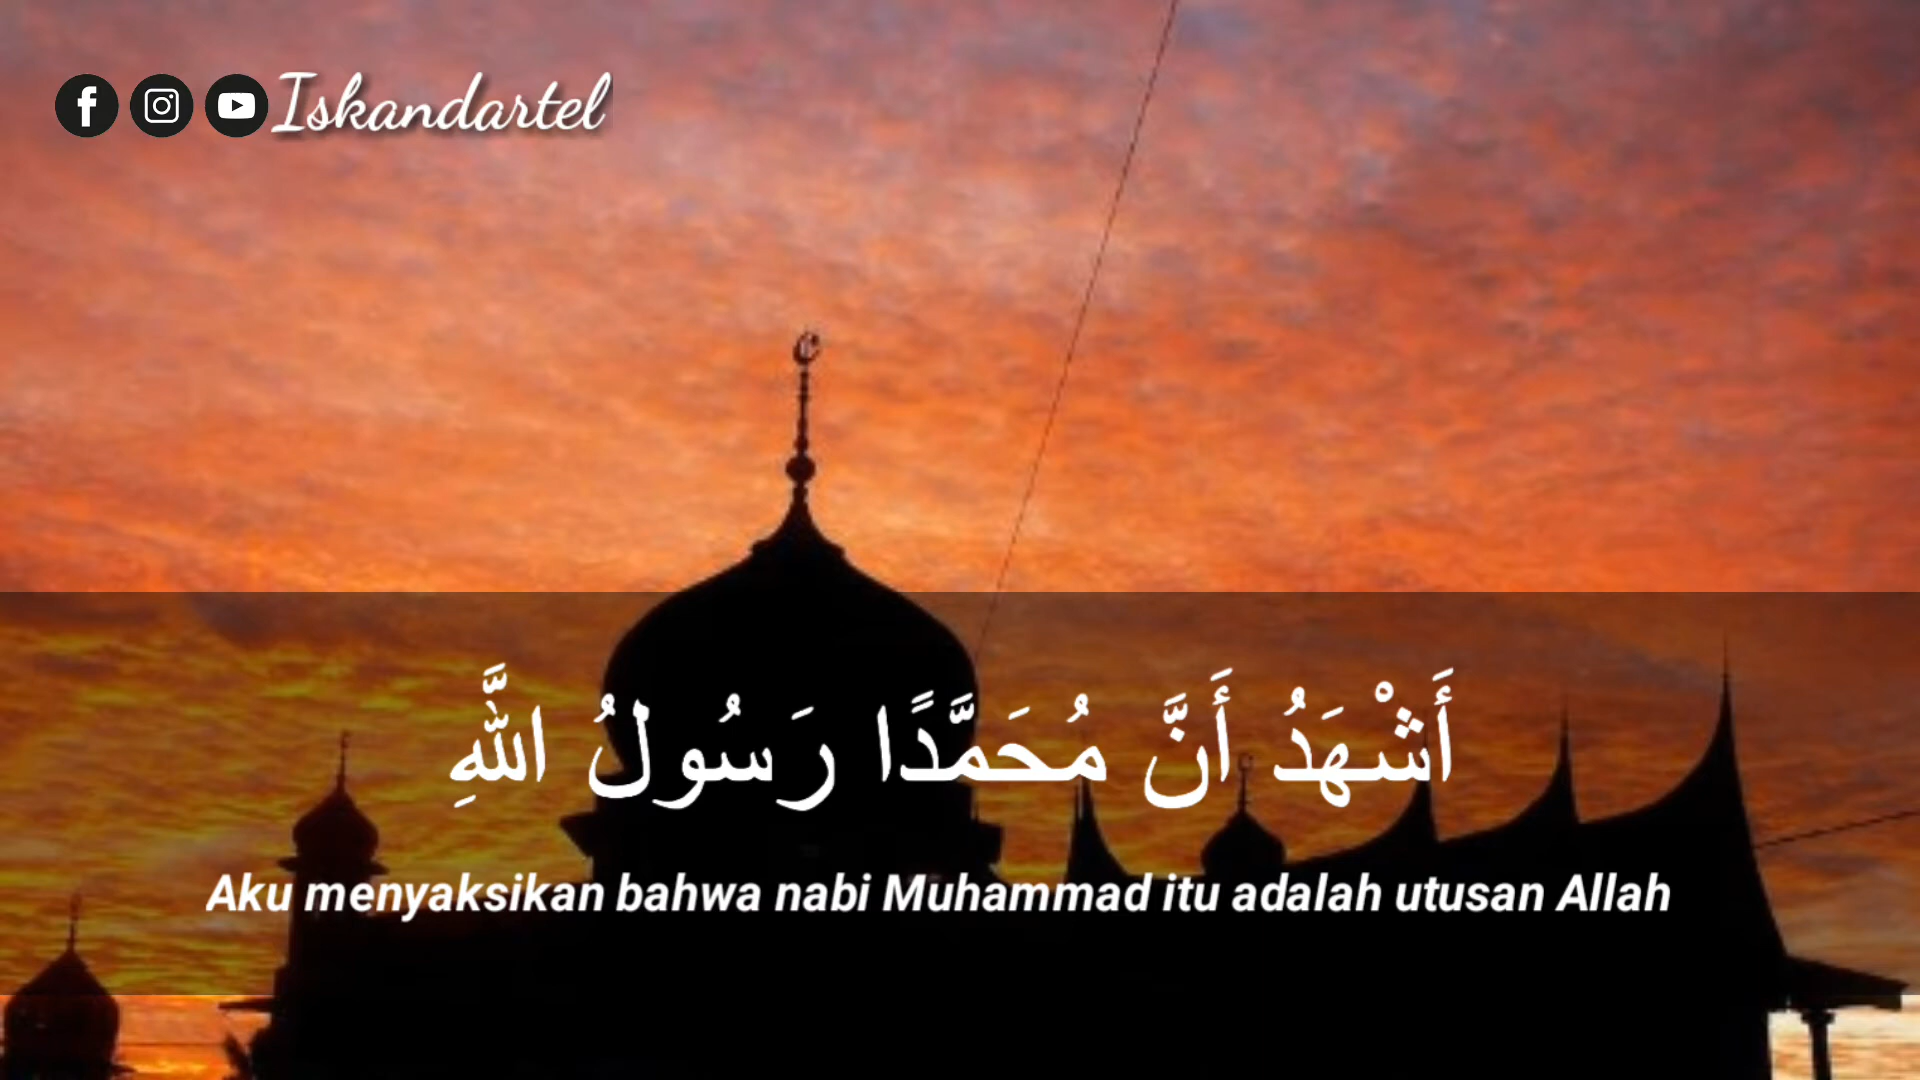 Iskandartel
أَشْهَدُ أَنَّ مُحَمَّدًا رَسُولُ اللَّهِ
Aku menyaksikan bahwa nabi Muhammad itu adalah utusan Allah